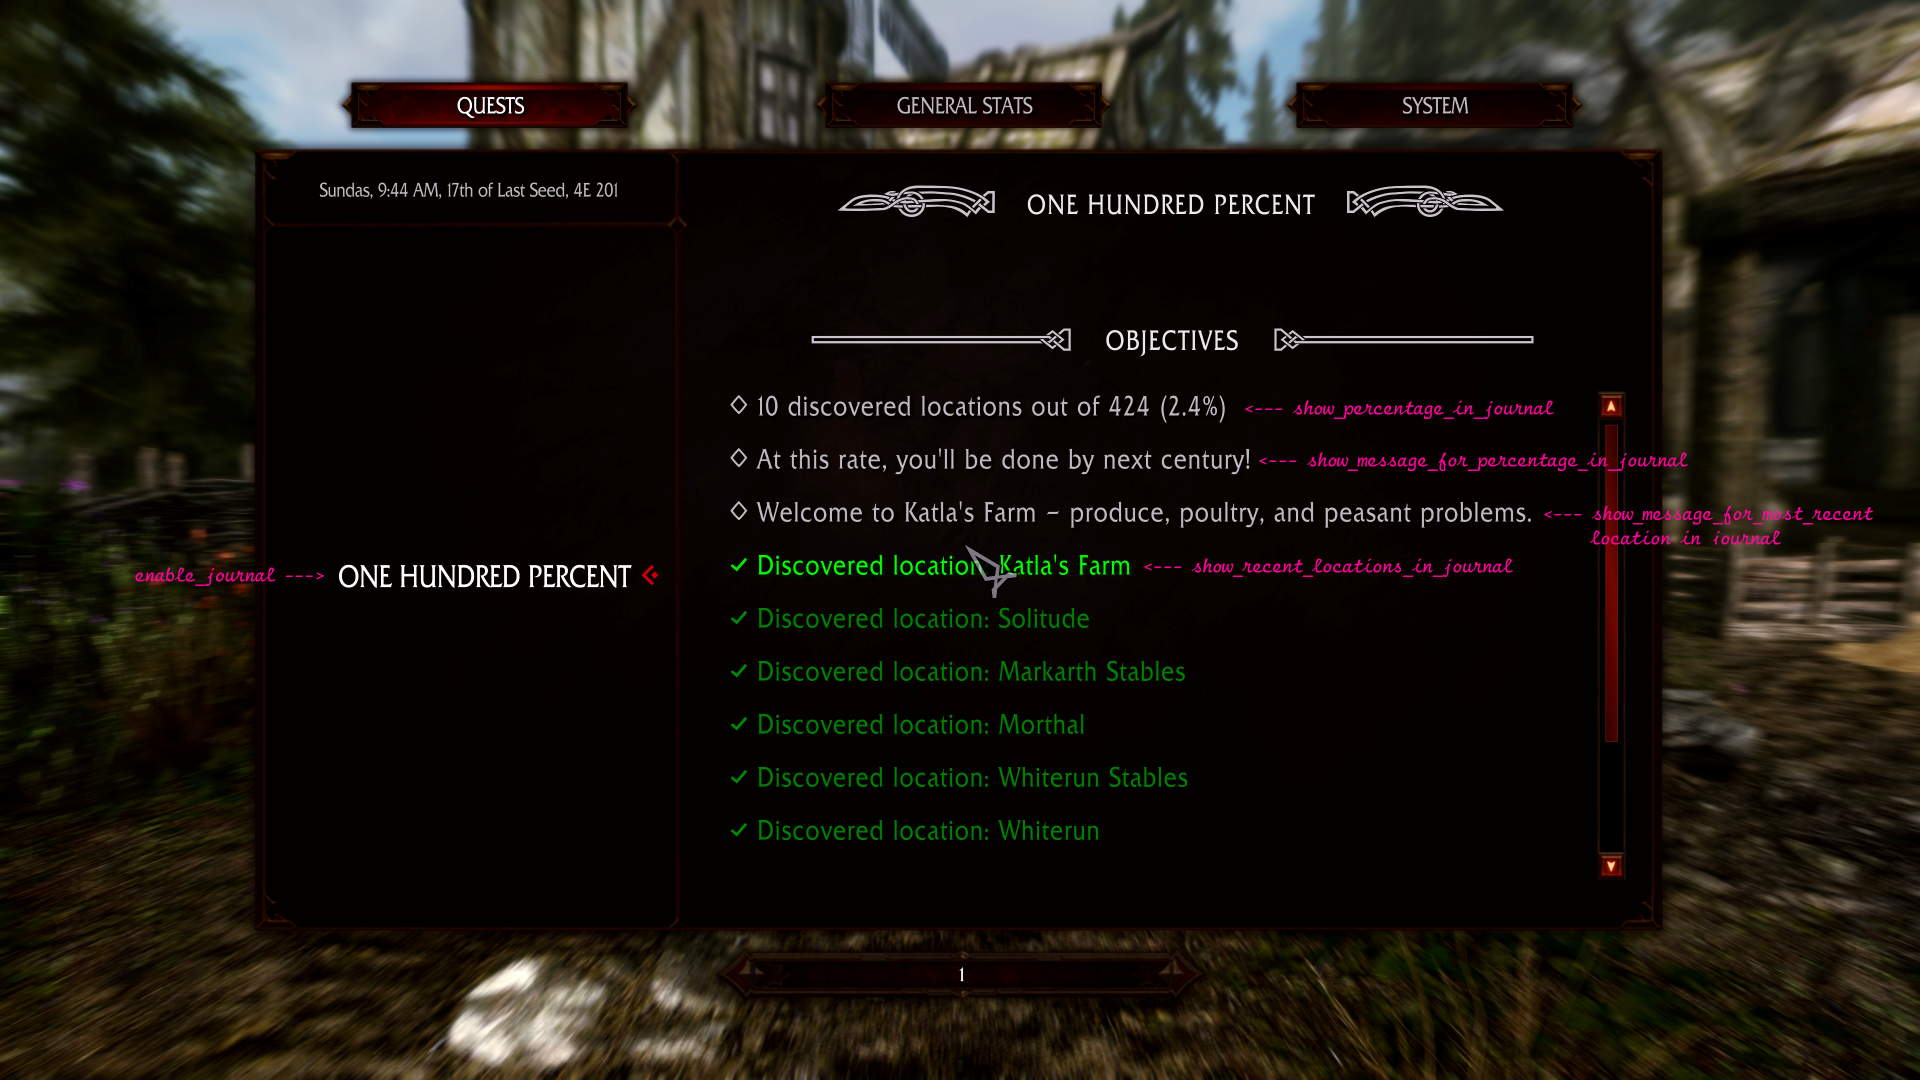 QUESTS GENERAL STATS SYSTEM
Sundas, 9:44 AM, 17th of Last Seed, 4E 201
enable_journal ---> ONE HUNDRED PERCENT
ONE HUNDRED PERCENT
OBJECTIVES
10 discovered locations out of 424 (2.4%) <--- show_percentage_in_journal
At this rate, you'll be done by next century! <--- show_message_for_percentage_in_journal
Welcome to Katla's Farm – produce, poultry, and peasant problems. <--- show_message_for_most_recent
location_in_journal
✓ Discovered location: Katla's Farm <--- show_recent_locations_in_journal
✓ Discovered location: Solitude
✓ Discovered location: Markarth Stables
✓ Discovered location: Morthal
✓ Discovered location: Whiterun Stables
✓ Discovered location: Whiterun
1